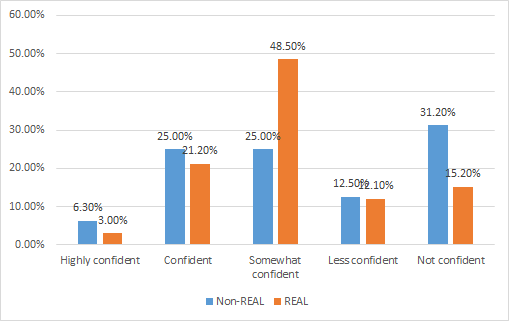 60.00%
50.00%
40.00%
30.00%
20.00%
10.00%
0.00%
6.30%
3.00%
25.00%
21.20%
25.00%
48.50%
12.50%
12.10%
31.20%
15.20%
Highly confident
Confident
Somewhat
confident
Less confident
Not confident
Non-REAL
REAL